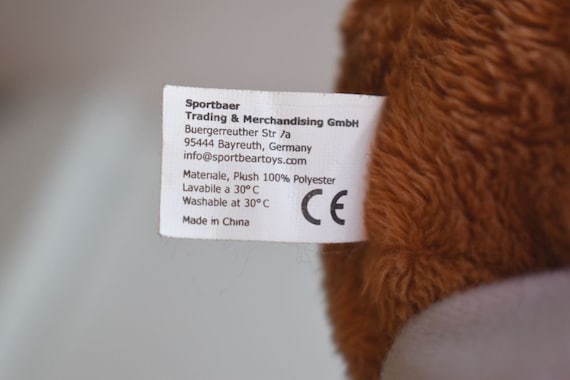 Sportbaer
Trading & Merchandising GmbH
Buergerreuther Str 7a
95444 Bayreuth, Germany
info@sportbeartoys.com
Materiale, Plush 100% Polyester
Lavabile a 30° C
Washable at 30° C
CE
Made in China